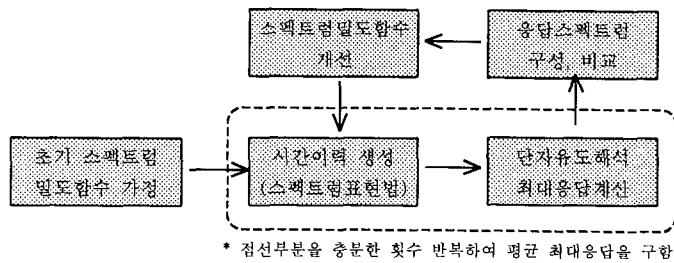 스펙트럼밀도함수
개선
응답스펙트럼
구성, 비교
초기 스펙트럼
밀도함수 가정
시간이력 생성
(스펙트럼표현법)
단자유도해석
최대응답계산
* 점선부분을 충분한 횟수 반복하여 평균 최대응답을 구함